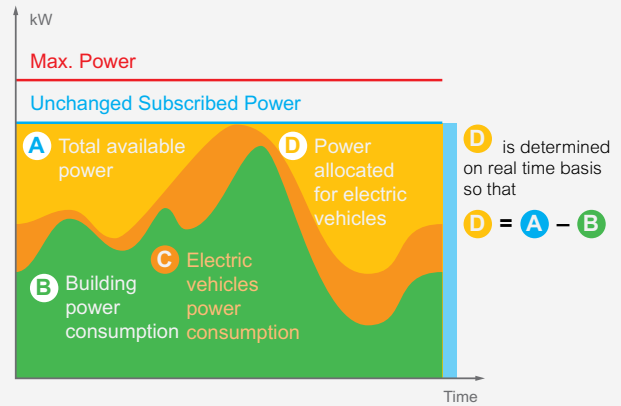 kW
Max. Power
Unchanged Subscribed Power
A Total available
power
D Power
allocated
for electric
vehicles
D is determined
on real time basis
so that
D = A – B
B Building
power
consumption
C Electric
vehicles
power
consumption
Time